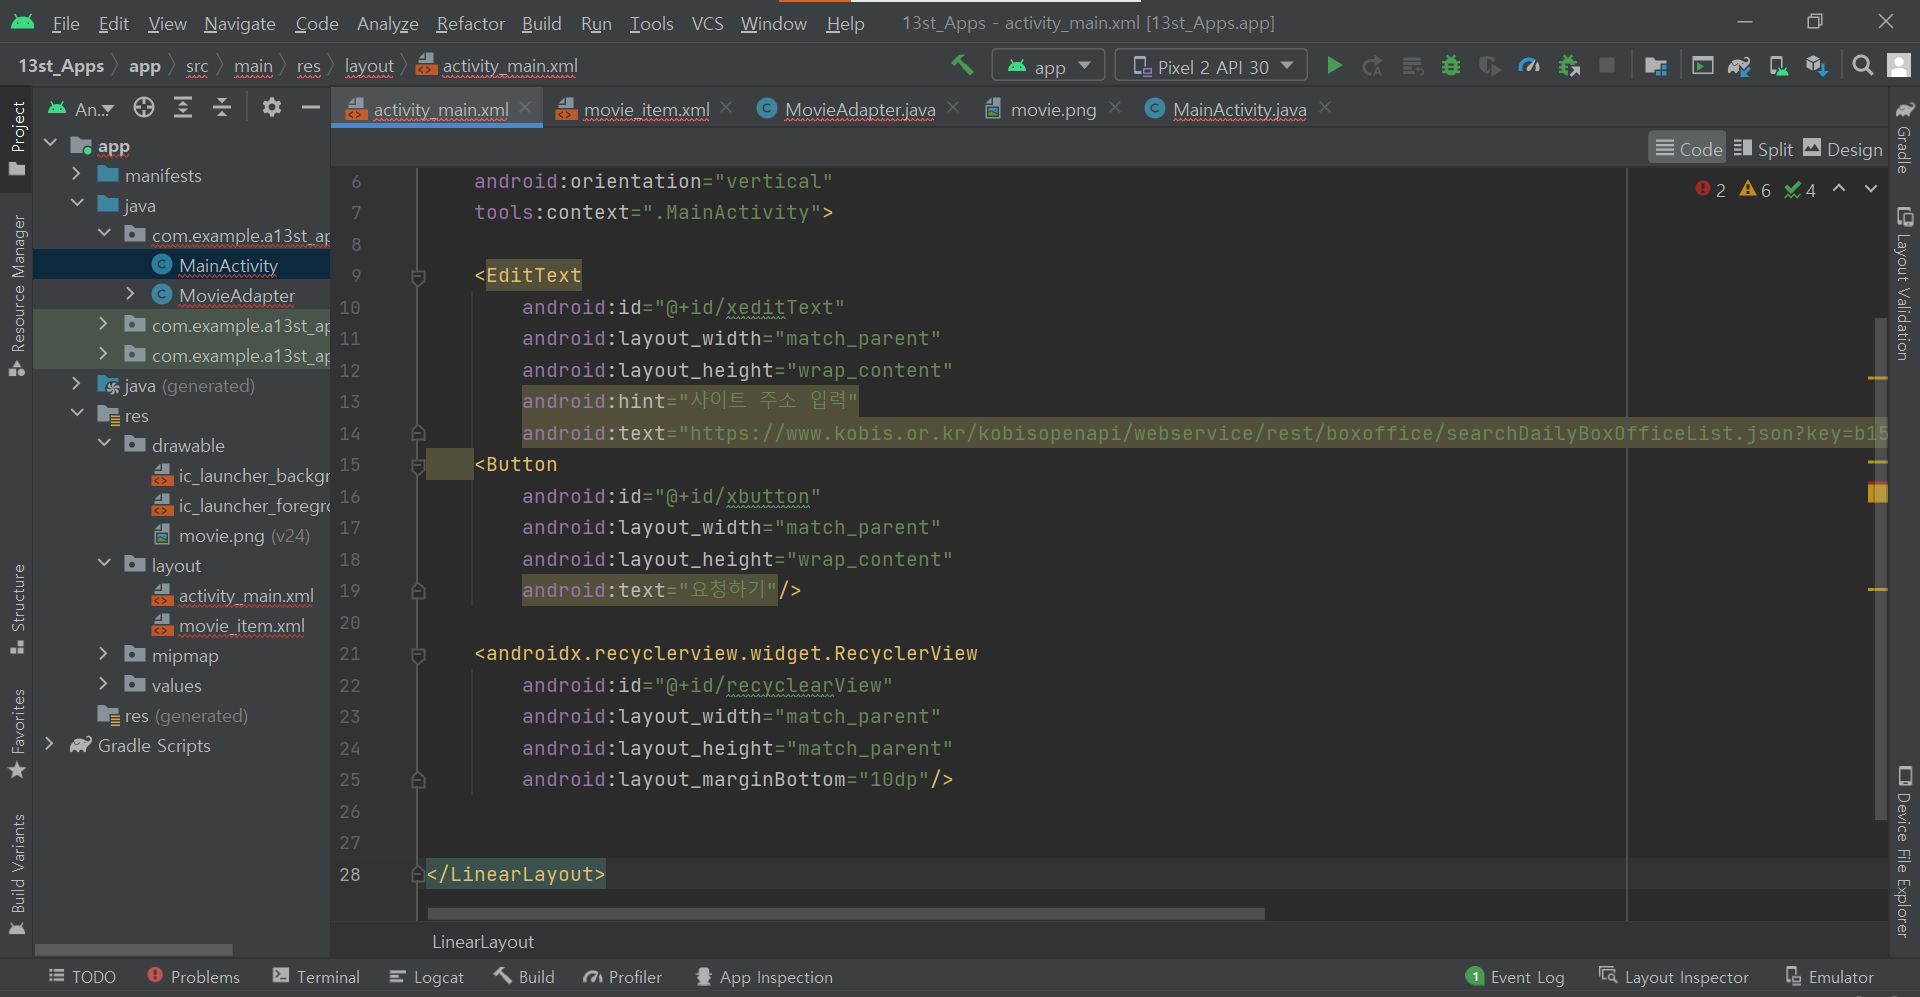 File Edit View Navigate Code Analyze Refactor Build Run Tools VCS Window Help 13st_Apps - activity_main.xml [13st_Apps.app]
13st_Apps app src main res layout activity_main.xml app Pixel 2 API 30
An... activity_main.xml movie_item.xml MovieAdapter.java movie.png MainActivity.java
Code Split Design
2 6 4
Project
Resource Manager
Structure
Favorites
Build Variants
app
manifests
java
com.example.a13st_ap
MainActivity
MovieAdapter
com.example.a13st_ap
com.example.a13st_ap
java (generated)
res
drawable
ic_launcher_backgr
ic_launcher_foregro
movie.png (v24)
layout
activity_main.xml
movie_item.xml
mipmap
values
res (generated)
Gradle Scripts
6 android:orientation="vertical"
7 tools:context=".MainActivity">
8
9 <EditText
10 android:id="@+id/xeditText"
11 android:layout_width="match_parent"
12 android:layout_height="wrap_content"
13 android:hint="사이트 주소 입력"
14 android:text="https://www.kobis.or.kr/kobisopenapi/webservice/rest/boxoffice/searchDailyBoxOfficeList.json?key=b15
15 <Button
16 android:id="@+id/xbutton"
17 android:layout_width="match_parent"
18 android:layout_height="wrap_content"
19 android:text="요청하기"/>
20
21 <androidx.recyclerview.widget.RecyclerView
22 android:id="@+id/recyclearView"
23 android:layout_width="match_parent"
24 android:layout_height="match_parent"
25 android:layout_marginBottom="10dp"/>
26
27
28 </LinearLayout>
LinearLayout
Gradle
Layout Validation
Device File Explorer
TODO Problems Terminal Logcat Build Profiler App Inspection 1 Event Log Layout Inspector Emulator